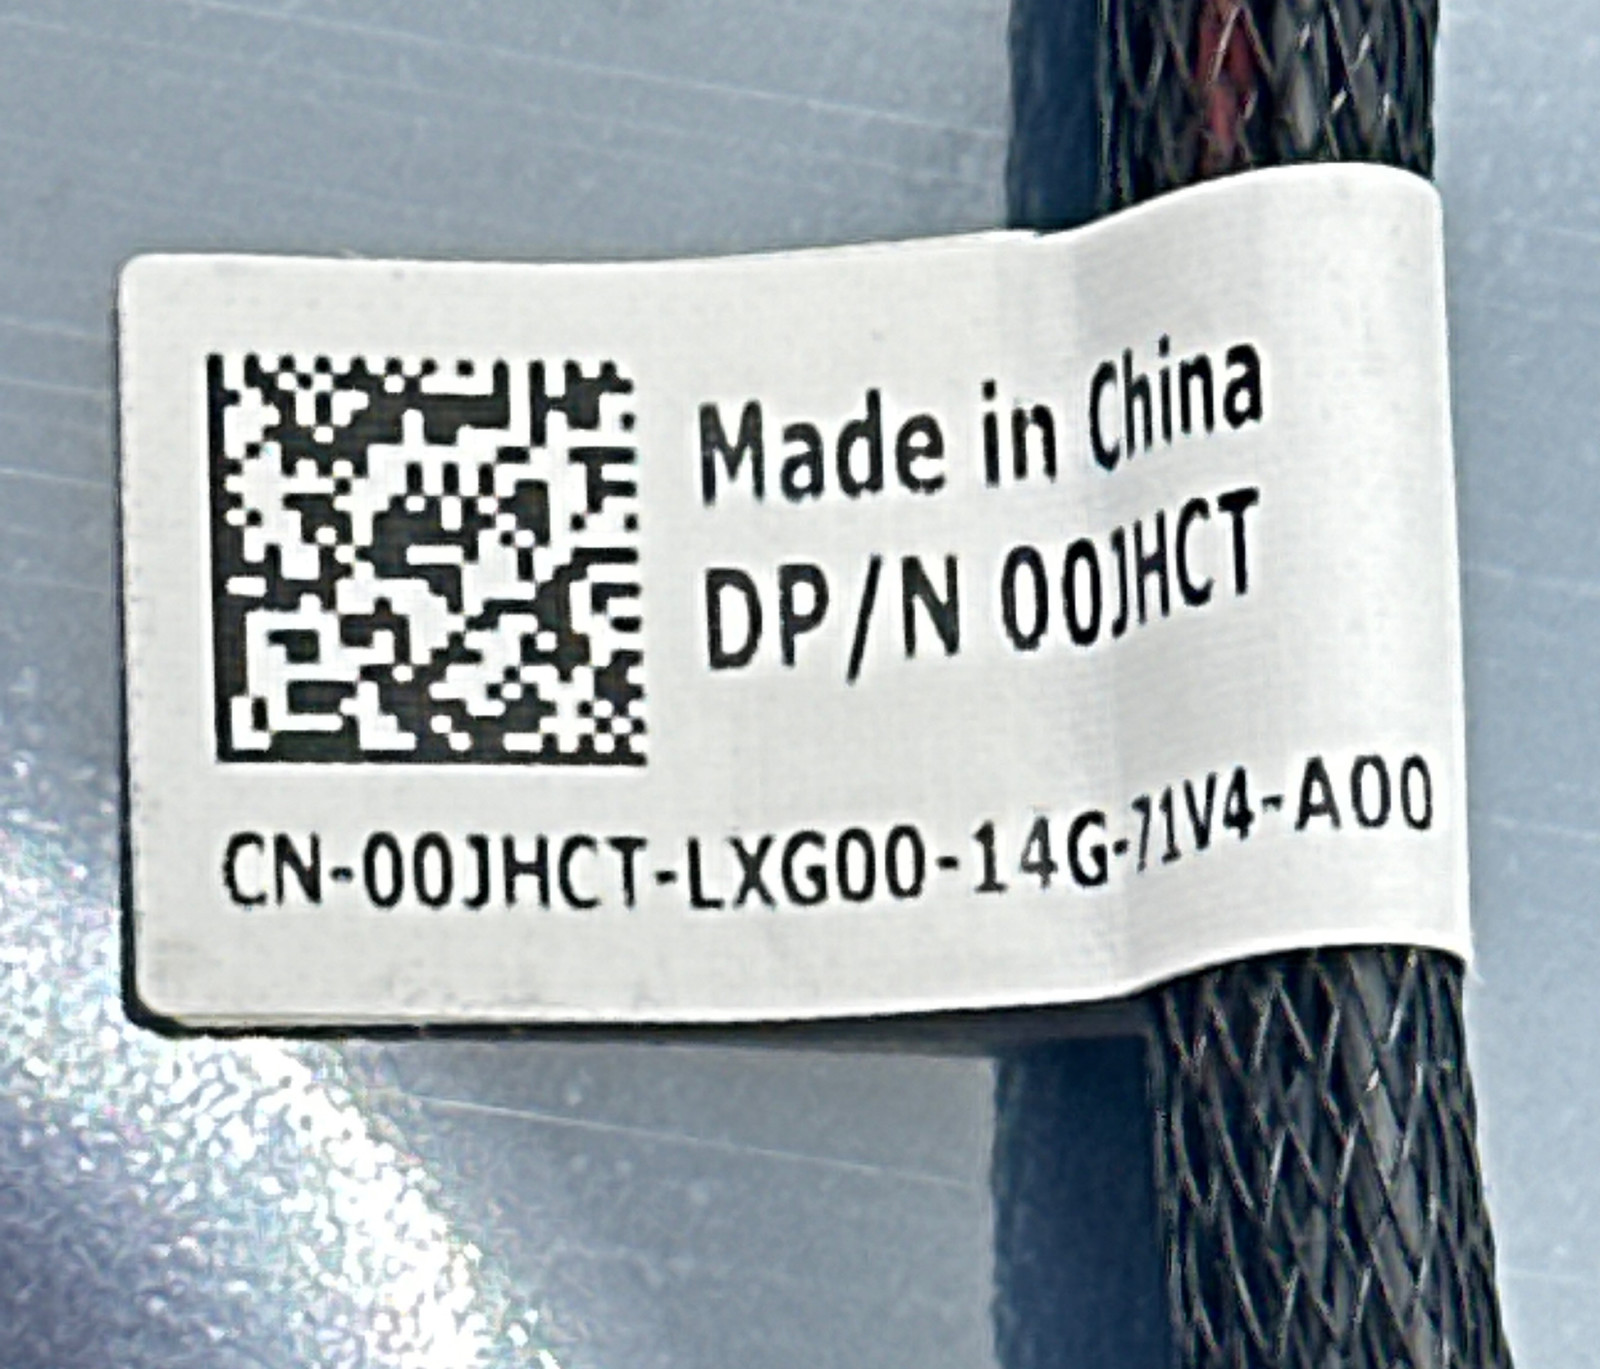 Made in China
DP/N 00JHCT
CN-00JHCT-LXG00-14G-71V4-A00